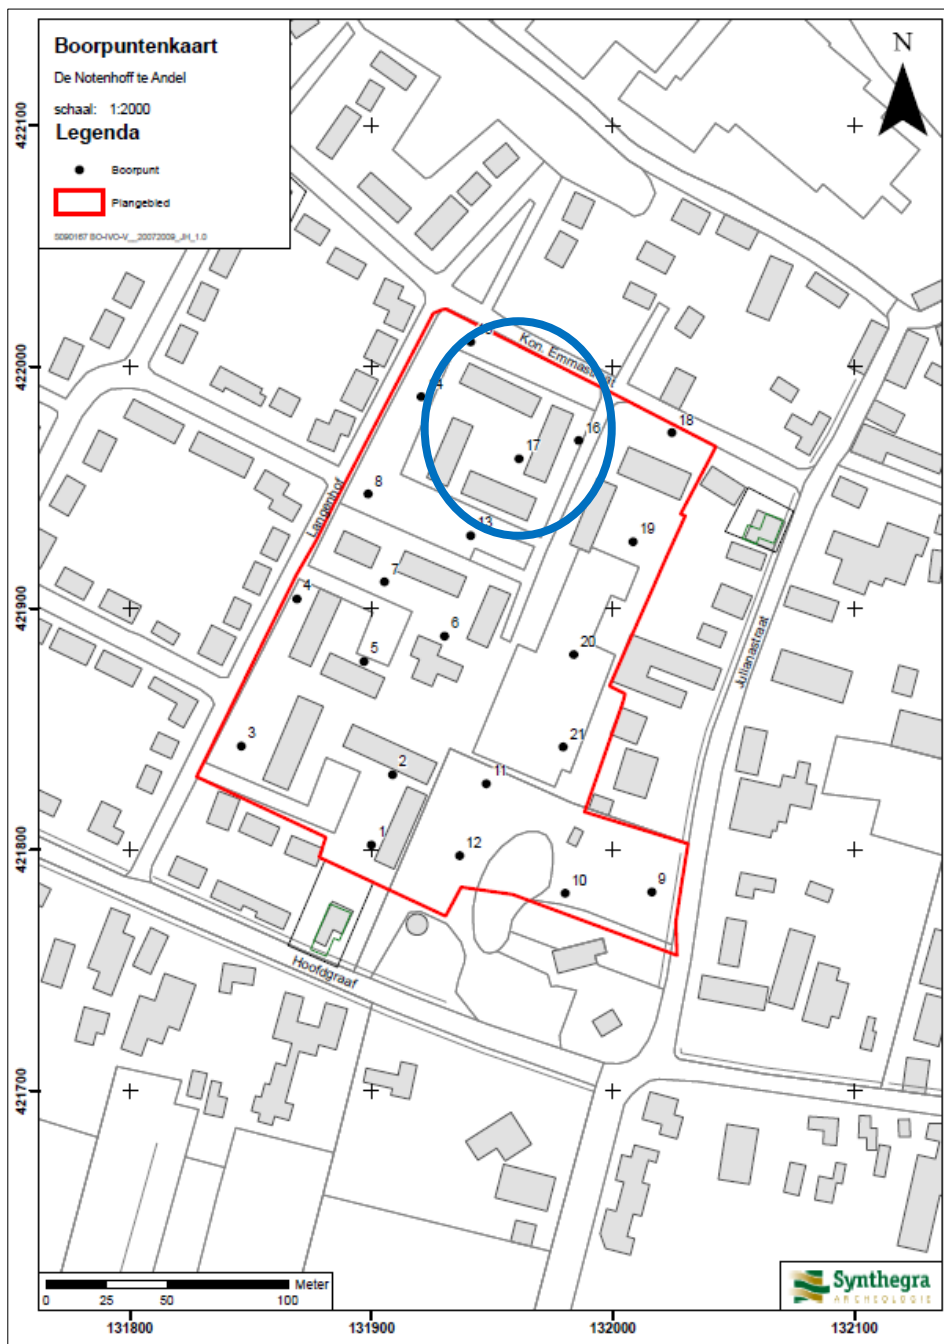 Boorpuntenkaart
De Notenhoff te Andel
schaal: 1:2000
Legenda
Boorpunt
Plangebied
S090167 BO-IVO-V__20072009_JH_1.0
N
422100
422000
421900
421800
421700
Kon. Emmastraat
Langenhof
Julianastraat
Hoofdgraaf
18
16
17
8
19
13
7
4
6
5
20
3
21
2
11
1
12
10
9
Meter
0 25 50 100
Synthegra
ARCHEOLOGIE
131800 131900 132000 132100